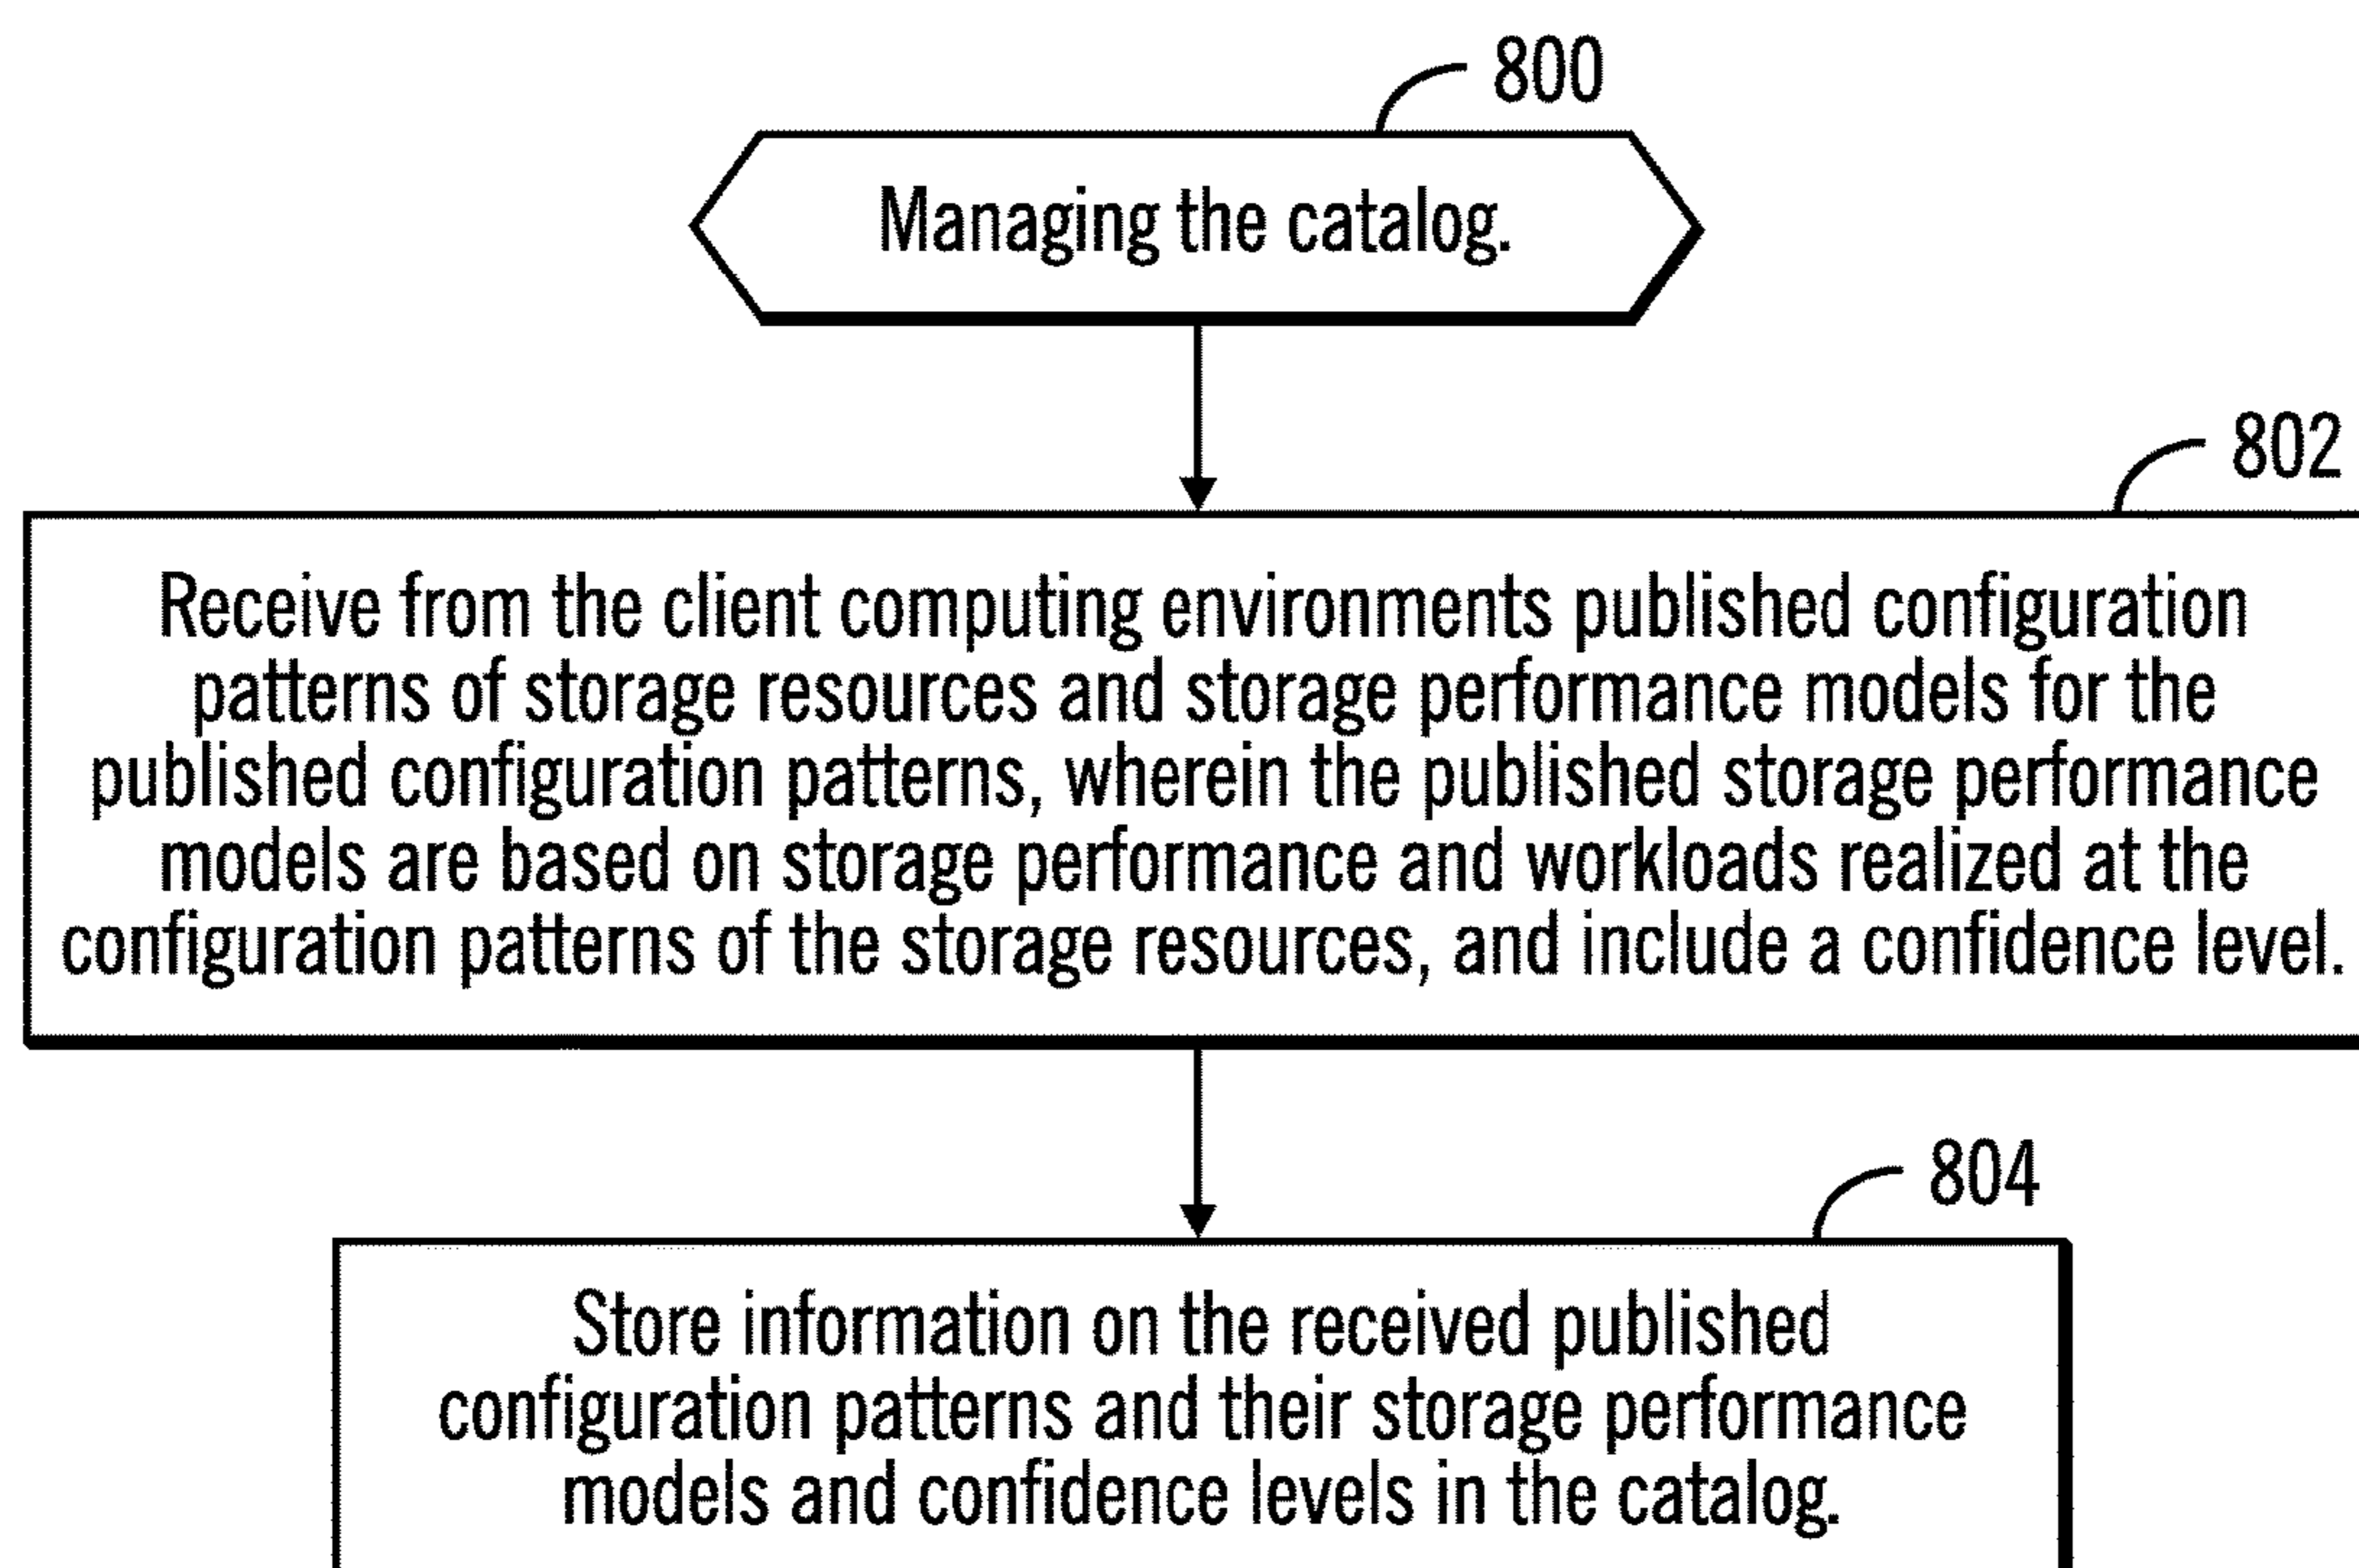 800
Managing the catalog.
802
Receive from the client computing environments published configuration
patterns of storage resources and storage performance models for the
published configuration patterns, wherein the published storage performance
models are based on storage performance and workloads realized at the
configuration patterns of the storage resources, and include a confidence level.
804
Store information on the received published
configuration patterns and their storage performance
models and confidence levels in the catalog.